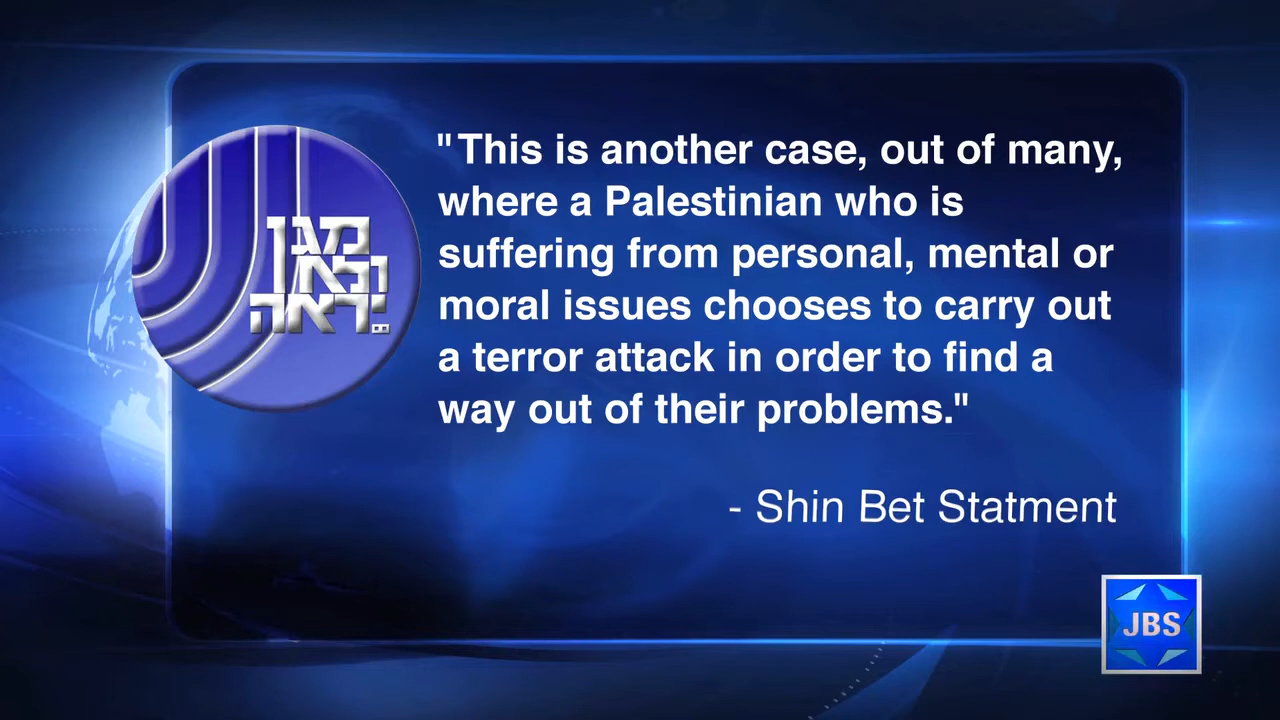 "This is another case, out of many,
where a Palestinian who is
suffering from personal, mental or
moral issues chooses to carry out
a terror attack in order to find a
way out of their problems."
- Shin Bet Statment
מגן
ולא
יראה
JBS